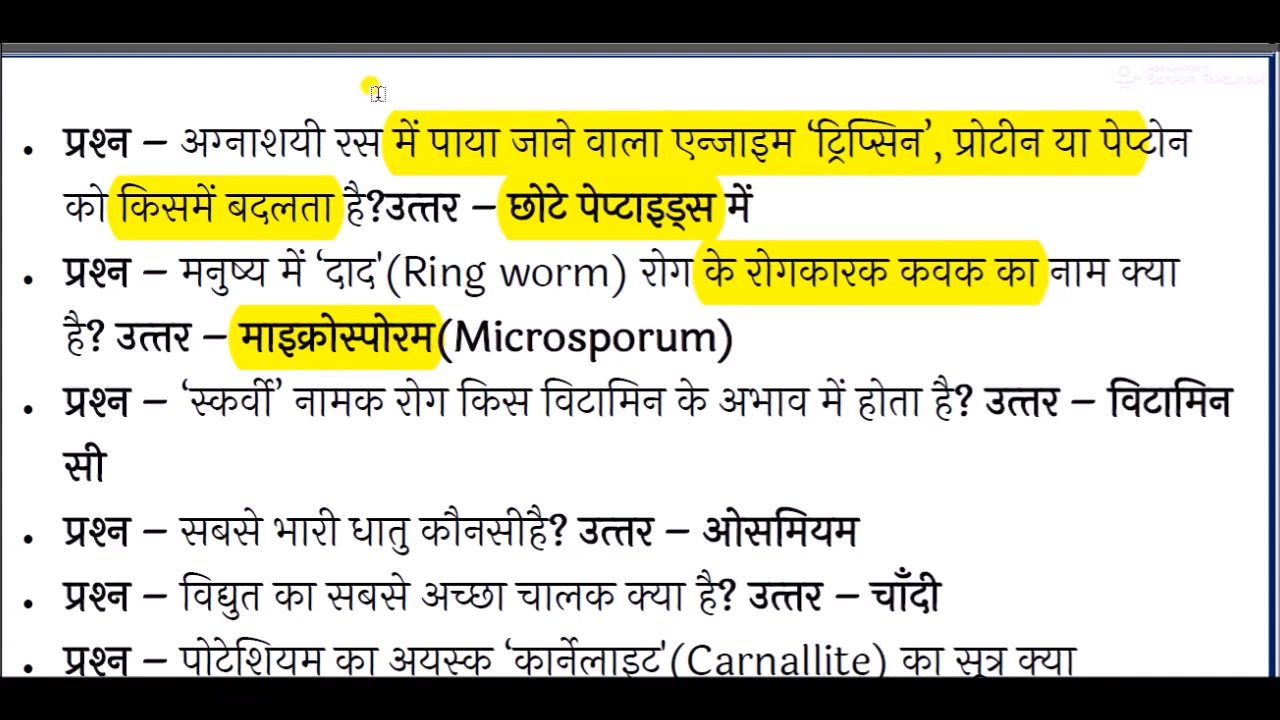 • प्रश्न – अग्नाशयी रस में पाया जाने वाला एन्जाइम ‘ट्रिप्सिन’, प्रोटीन या पेप्टोन
को किसमें बदलता है?उत्तर – छोटे पेप्टाइड्स में
• प्रश्न – मनुष्य में ‘दाद'(Ring worm) रोग के रोगकारक कवक का नाम क्या
है? उत्तर – माइक्रोस्पोरम(Microsporum)
• प्रश्न – ‘स्कर्वी’ नामक रोग किस विटामिन के अभाव में होता है? उत्तर – विटामिन
सी
• प्रश्न – सबसे भारी धातु कौनसीहै? उत्तर – ओसमियम
• प्रश्न – विद्युत का सबसे अच्छा चालक क्या है? उत्तर – चाँदी
• प्रश्न – पोटेशियम का अयस्क ‘कार्नेलाइट'(Carnallite) का सूत्र क्या